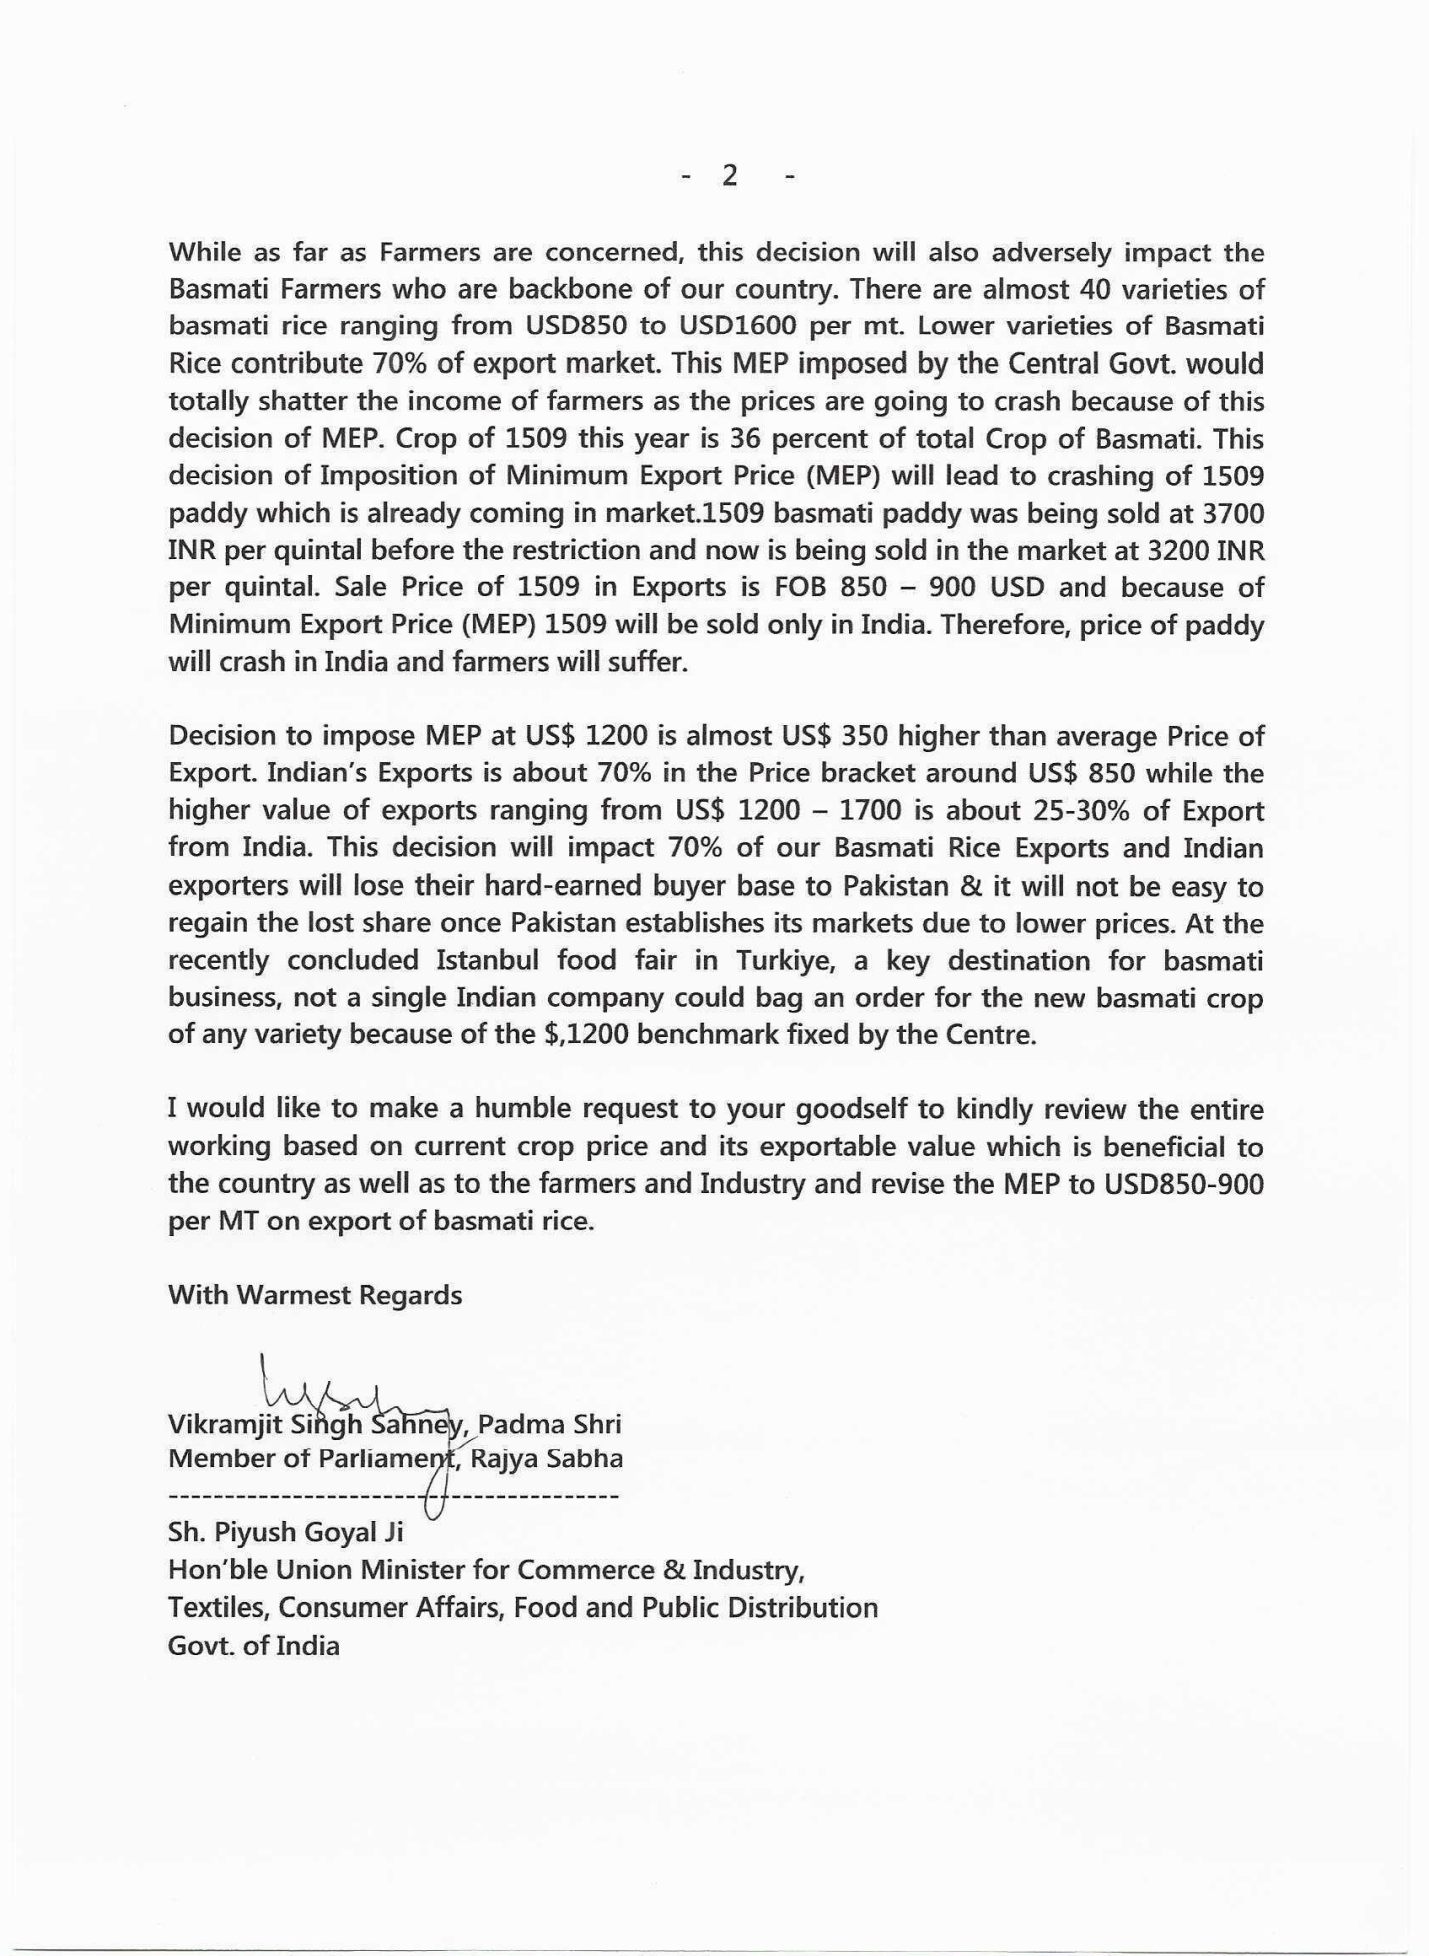 - 2 -
While as far as Farmers are concerned, this decision will also adversely impact the
Basmati Farmers who are backbone of our country. There are almost 40 varieties of
basmati rice ranging from USD850 to USD1600 per mt. Lower varieties of Basmati
Rice contribute 70% of export market. This MEP imposed by the Central Govt. would
totally shatter the income of farmers as the prices are going to crash because of this
decision of MEP. Crop of 1509 this year is 36 percent of total Crop of Basmati. This
decision of Imposition of Minimum Export Price (MEP) will lead to crashing of 1509
paddy which is already coming in market.1509 basmati paddy was being sold at 3700
INR per quintal before the restriction and now is being sold in the market at 3200 INR
per quintal. Sale Price of 1509 in Exports is FOB 850 – 900 USD and because of
Minimum Export Price (MEP) 1509 will be sold only in India. Therefore, price of paddy
will crash in India and farmers will suffer.
Decision to impose MEP at US$ 1200 is almost US$ 350 higher than average Price of
Export. Indian's Exports is about 70% in the Price bracket around US$ 850 while the
higher value of exports ranging from US$ 1200 – 1700 is about 25-30% of Export
from India. This decision will impact 70% of our Basmati Rice Exports and Indian
exporters will lose their hard-earned buyer base to Pakistan & it will not be easy to
regain the lost share once Pakistan establishes its markets due to lower prices. At the
recently concluded Istanbul food fair in Turkiye, a key destination for basmati
business, not a single Indian company could bag an order for the new basmati crop
of any variety because of the $,1200 benchmark fixed by the Centre.
I would like to make a humble request to your goodself to kindly review the entire
working based on current crop price and its exportable value which is beneficial to
the country as well as to the farmers and Industry and revise the MEP to USD850-900
per MT on export of basmati rice.
With Warmest Regards
Vikramjit Singh Sahney, Padma Shri
Member of Parliament, Rajya Sabha
----------------------------------------
Sh. Piyush Goyal Ji
Hon'ble Union Minister for Commerce & Industry,
Textiles, Consumer Affairs, Food and Public Distribution
Govt. of India